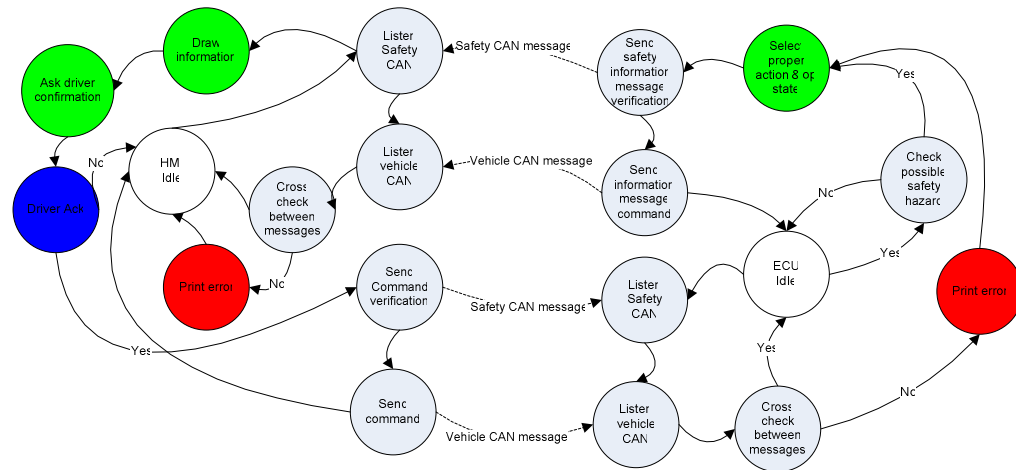 Draw
information
Ask driver
confirmation
Driver Ack
No
HM
Idle
Print error
No
Yes
Cross
check
between
messages
Listen
Safety
CAN
Listen
vehicle
CAN
Send
Command
verification
Send
command
Safety CAN message
Vehicle CAN message
Safety CAN message
Vehicle CAN message
Send
safety
information
message
verification
Send
information
message
command
Listen
Safety
CAN
Listen
vehicle
CAN
Select
proper
action & op
state
Yes
Check
possible
safety
hazard
No
ECU
Idle
Yes
Print error
Yes
No
Cross
check
between
messages